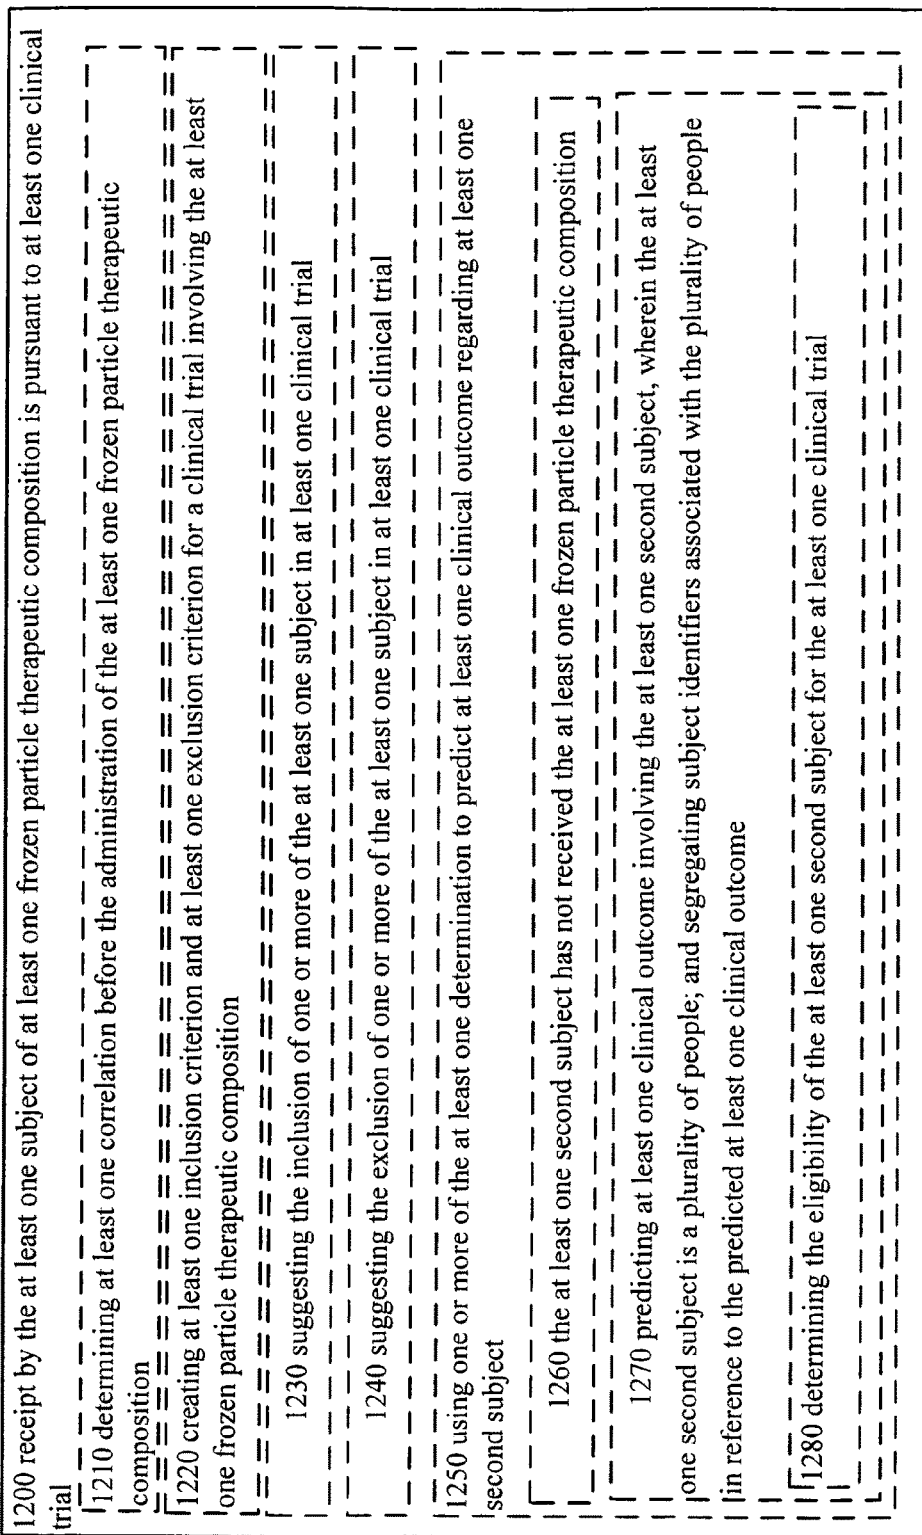 1200 receipt by the at least one subject of at least one frozen particle therapeutic composition is pursuant to at least one clinical
trial
1210 determining at least one correlation before the administration of the at least one frozen particle therapeutic
composition
1220 creating at least one inclusion criterion and at least one exclusion criterion for a clinical trial involving the at least
one frozen particle therapeutic composition
1230 suggesting the inclusion of one or more of the at least one subject in at least one clinical trial
1240 suggesting the exclusion of one or more of the at least one subject in at least one clinical trial
1250 using one or more of the at least one determination to predict at least one clinical outcome regarding at least one
second subject
1260 the at least one second subject has not received the at least one frozen particle therapeutic composition
1270 predicting at least one clinical outcome involving the at least one second subject, wherein the at least
one second subject is a plurality of people; and segregating subject identifiers associated with the plurality of people
in reference to the predicted at least one clinical outcome
1280 determining the eligibility of the at least one second subject for the at least one clinical trial